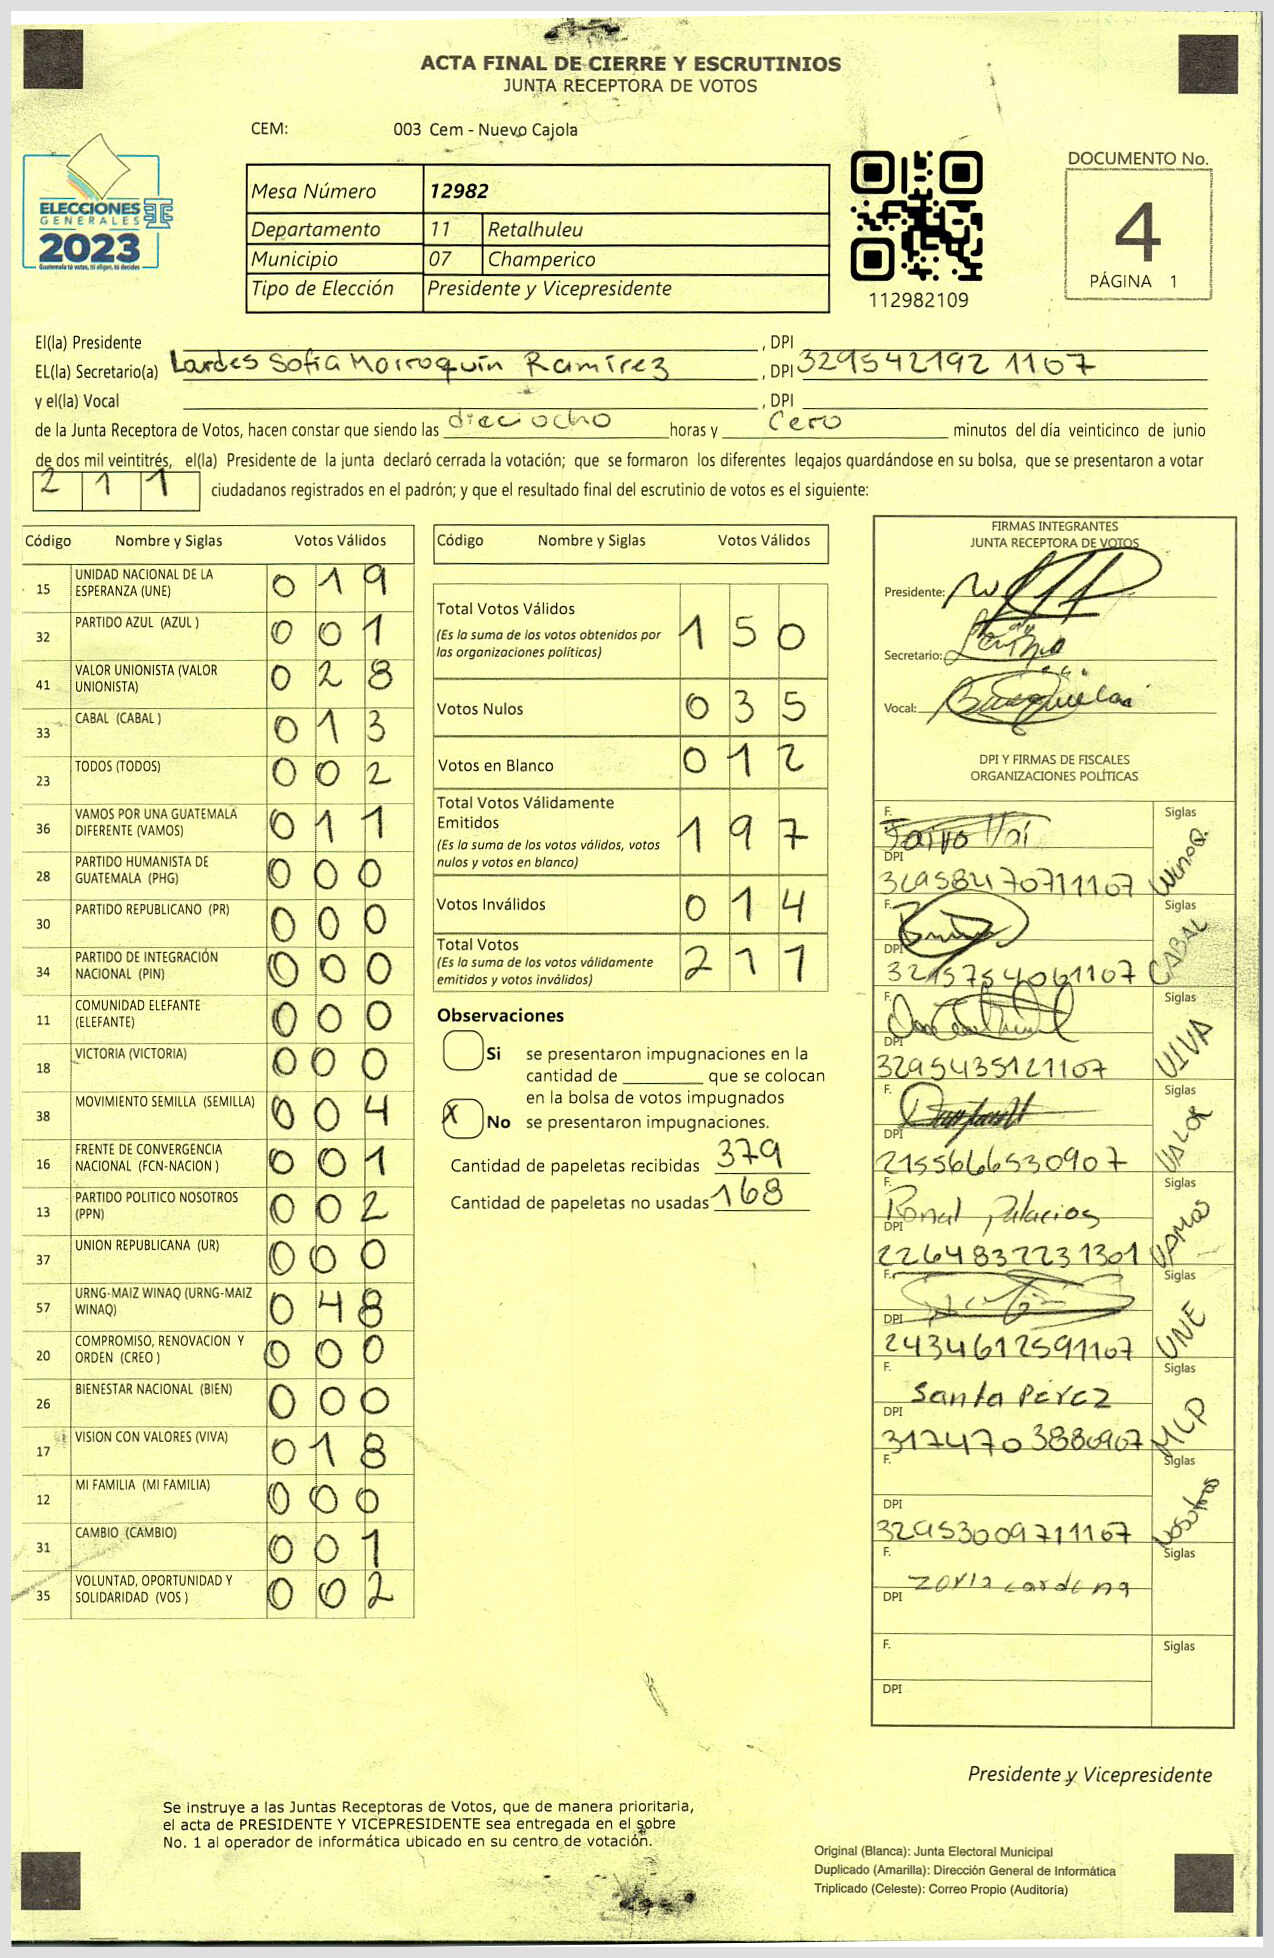 ACTA FINAL DE CIERRE Y ESCRUTINIOS
JUNTA RECEPTORA DE VOTOS
CEM: 003 Cem - Nuevo Cajola
ELECCIONES
GENERALES
2023
Guatemala tú votas, tú eliges, tú decides
Mesa Número 12982
Departamento 11 Retalhuleu
Municipio 07 Champerico
Tipo de Elección Presidente y Vicepresidente
112982109
DOCUMENTO No.
4
PÁGINA 1
El(la) Presidente , DPI
EL(la) Secretario(a) Lardes Sofia Morroquín Ramírez , DPI 329542192 1107
y el(la) Vocal , DPI
de la Junta Receptora de Votos, hacen constar que siendo las dieciocho horas y cero minutos del día veinticinco de junio
de dos mil veintitrés, el(la) Presidente de la junta declaró cerrada la votación; que se formaron los diferentes legajos guardándose en su bolsa, que se presentaron a votar
2 1 1 ciudadanos registrados en el padrón; y que el resultado final del escrutinio de votos es el siguiente:
Código Nombre y Siglas Votos Válidos
15 UNIDAD NACIONAL DE LA ESPERANZA (UNE) 0 1 9
32 PARTIDO AZUL (AZUL ) 0 0 1
41 VALOR UNIONISTA (VALOR UNIONISTA) 0 2 8
33 CABAL (CABAL ) 0 1 3
23 TODOS (TODOS) 0 0 2
36 VAMOS POR UNA GUATEMALA DIFERENTE (VAMOS) 0 1 1
28 PARTIDO HUMANISTA DE GUATEMALA (PHG) 0 0 0
30 PARTIDO REPUBLICANO (PR) 0 0 0
34 PARTIDO DE INTEGRACIÓN NACIONAL (PIN) 0 0 0
11 COMUNIDAD ELEFANTE (ELEFANTE) 0 0 0
18 VICTORIA (VICTORIA) 0 0 0
38 MOVIMIENTO SEMILLA (SEMILLA) 0 0 4
16 FRENTE DE CONVERGENCIA NACIONAL (FCN-NACION ) 0 0 1
13 PARTIDO POLITICO NOSOTROS (PPN) 0 0 2
37 UNION REPUBLICANA (UR) 0 0 0
57 URNG-MAIZ WINAQ (URNG-MAIZ WINAQ) 0 4 8
20 COMPROMISO, RENOVACION Y ORDEN (CREO ) 0 0 0
26 BIENESTAR NACIONAL (BIEN) 0 0 0
17 VISION CON VALORES (VIVA) 0 1 8
12 MI FAMILIA (MI FAMILIA) 0 0 0
31 CAMBIO (CAMBIO) 0 0 1
35 VOLUNTAD, OPORTUNIDAD Y SOLIDARIDAD (VOS ) 0 0 2
Código Nombre y Siglas Votos Válidos
Total Votos Válidos 1 5 0
(Es la suma de los votos obtenidos por
las organizaciones políticas)
Votos Nulos 0 3 5
Votos en Blanco 0 1 2
Total Votos Válidamente
Emitidos 1 9 7
(Es la suma de los votos válidos, votos
nulos y votos en blanco)
Votos Inválidos 0 1 4
Total Votos 2 1 1
(Es la suma de los votos válidamente
emitidos y votos inválidos)
Observaciones
Si se presentaron impugnaciones en la
cantidad de ________ que se colocan
en la bolsa de votos impugnados
X No se presentaron impugnaciones.
Cantidad de papeletas recibidas 379
Cantidad de papeletas no usadas 168
FIRMAS INTEGRANTES
JUNTA RECEPTORA DE VOTOS
Presidente:
Secretario:
Vocal:
DPI Y FIRMAS DE FISCALES
ORGANIZACIONES POLÍTICAS
F. Siglas
DPI 3295847071 1107 Winaq.
F. Siglas
DPI CABAL
F. Siglas
DPI 3295435121107 VIVA
F. Siglas
DPI 2155666530907 VALOR
F. Ronal Palacios Siglas
DPI 2264832231301 VAMOS
F. Siglas
DPI 2434612591107 UNE
F. Santa Pérez Siglas
DPI 317470 3880907 MLP
F. Siglas
DPI 3295300971 1107 Nosotros
F. Siglas
DPI
F. Siglas
DPI
Presidente y Vicepresidente
Se instruye a las Juntas Receptoras de Votos, que de manera prioritaria,
el acta de PRESIDENTE Y VICEPRESIDENTE sea entregada en el sobre
No. 1 al operador de informática ubicado en su centro de votación.
Original (Blanca): Junta Electoral Municipal
Duplicado (Amarilla): Dirección General de Informática
Triplicado (Celeste): Correo Propio (Auditoría)